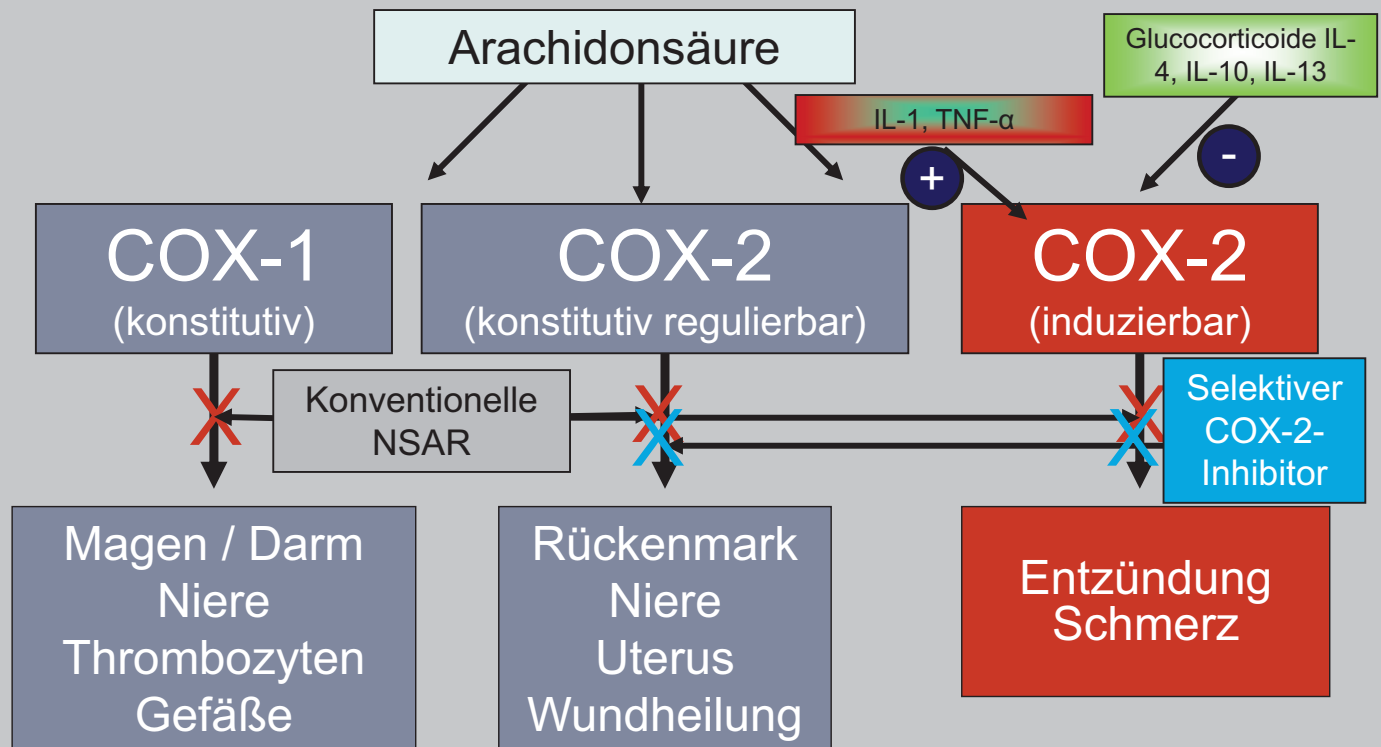 Arachidonsäure
Glucocorticoide IL-
4, IL-10, IL-13
IL-1, TNF-α
+
-
COX-1
(konstitutiv)
COX-2
(konstitutiv regulierbar)
COX-2
(induzierbar)
Konventionelle
NSAR
Selektiver
COX-2-
Inhibitor
X
X
X
X
X
Magen / Darm
Niere
Thrombozyten
Gefäße
Rückenmark
Niere
Uterus
Wundheilung
Entzündung
Schmerz